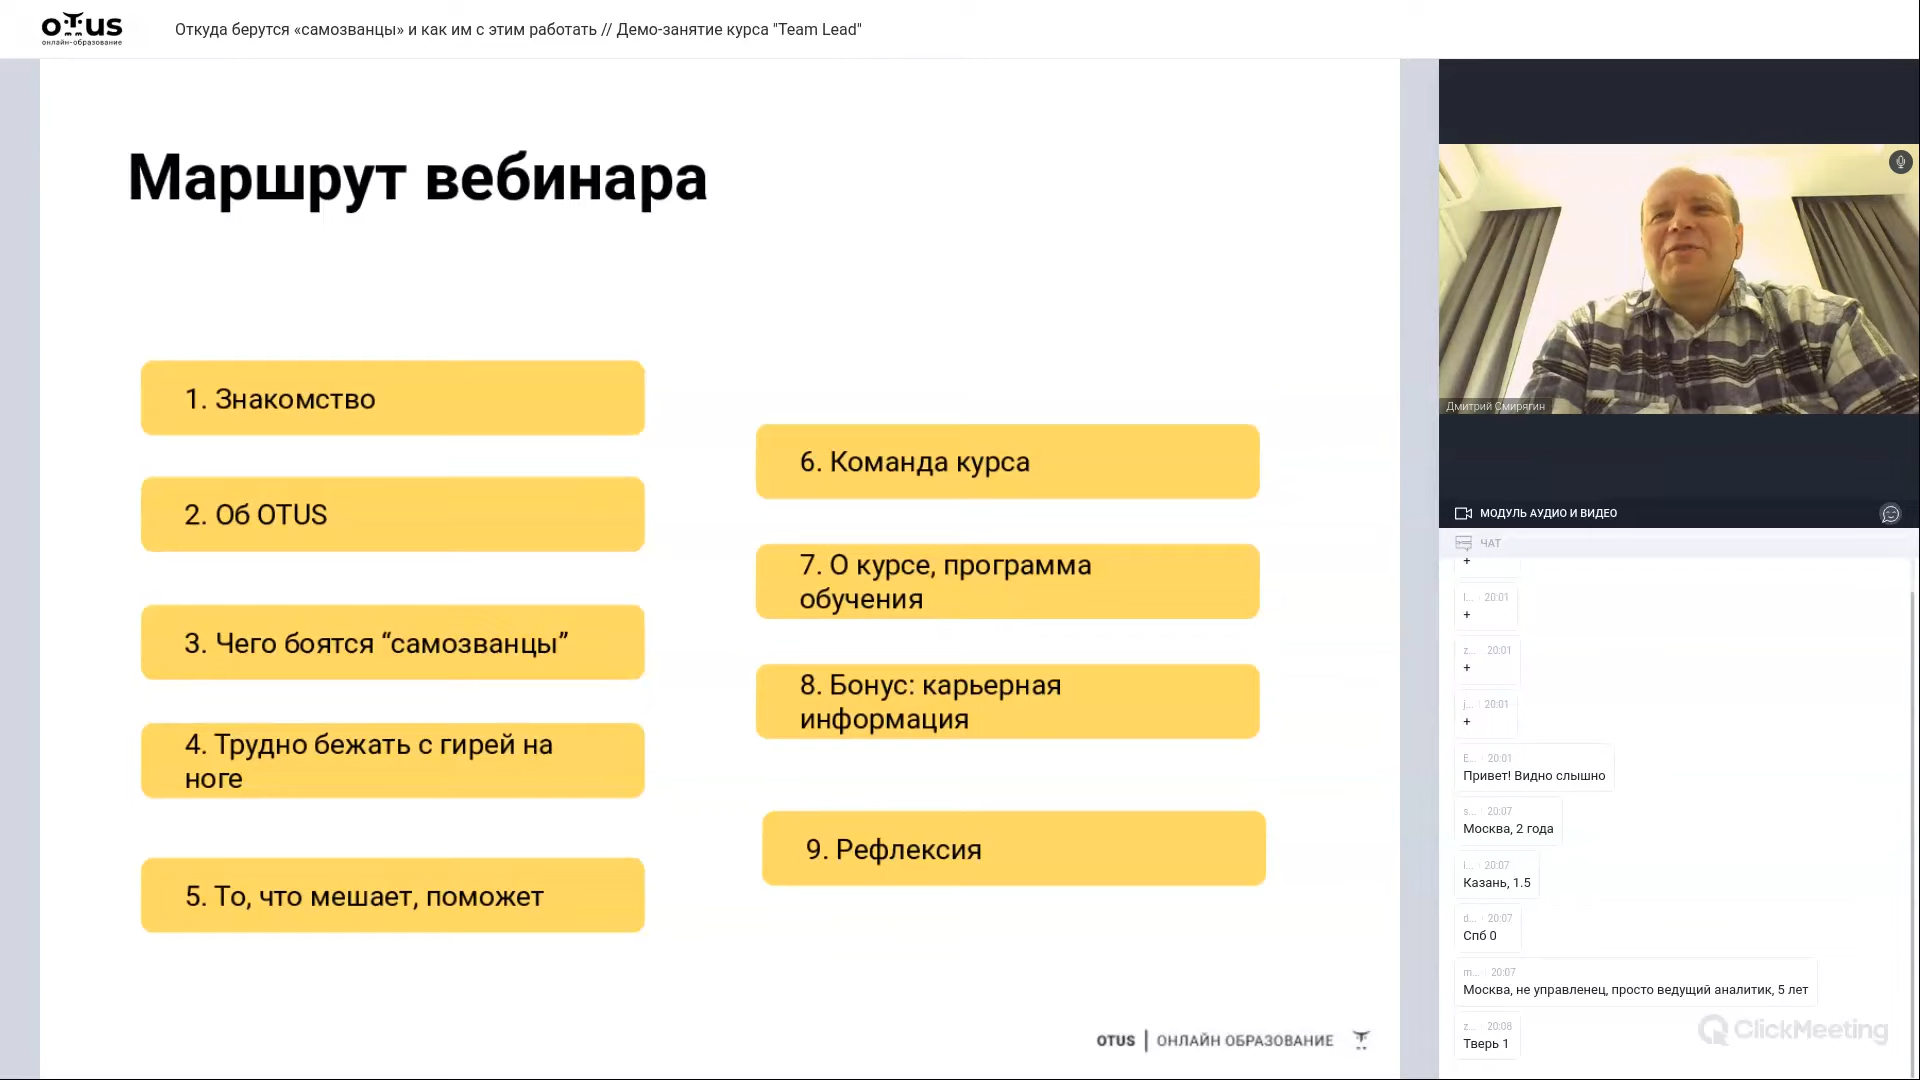 OTUS
онлайн-образование
Откуда берутся «самозванцы» и как им с этим работать // Демо-занятие курса "Team Lead"
Маршрут вебинара
1. Знакомство
2. Об OTUS
3. Чего боятся “самозванцы”
4. Трудно бежать с гирей на
ноге
5. То, что мешает, поможет
6. Команда курса
7. О курсе, программа
обучения
8. Бонус: карьерная
информация
9. Рефлексия
OTUS | ОНЛАЙН ОБРАЗОВАНИЕ
Дмитрий Смирягин
МОДУЛЬ АУДИО И ВИДЕО
ЧАТ
+
20:01
+
z... 20:01
+
j... 20:01
+
E... 20:01
Привет! Видно слышно
s... 20:07
Москва, 2 года
i... 20:07
Казань, 1.5
d... 20:07
Спб 0
m... 20:07
Москва, не управленец, просто ведущий аналитик, 5 лет
z... 20:08
Тверь 1
ClickMeeting